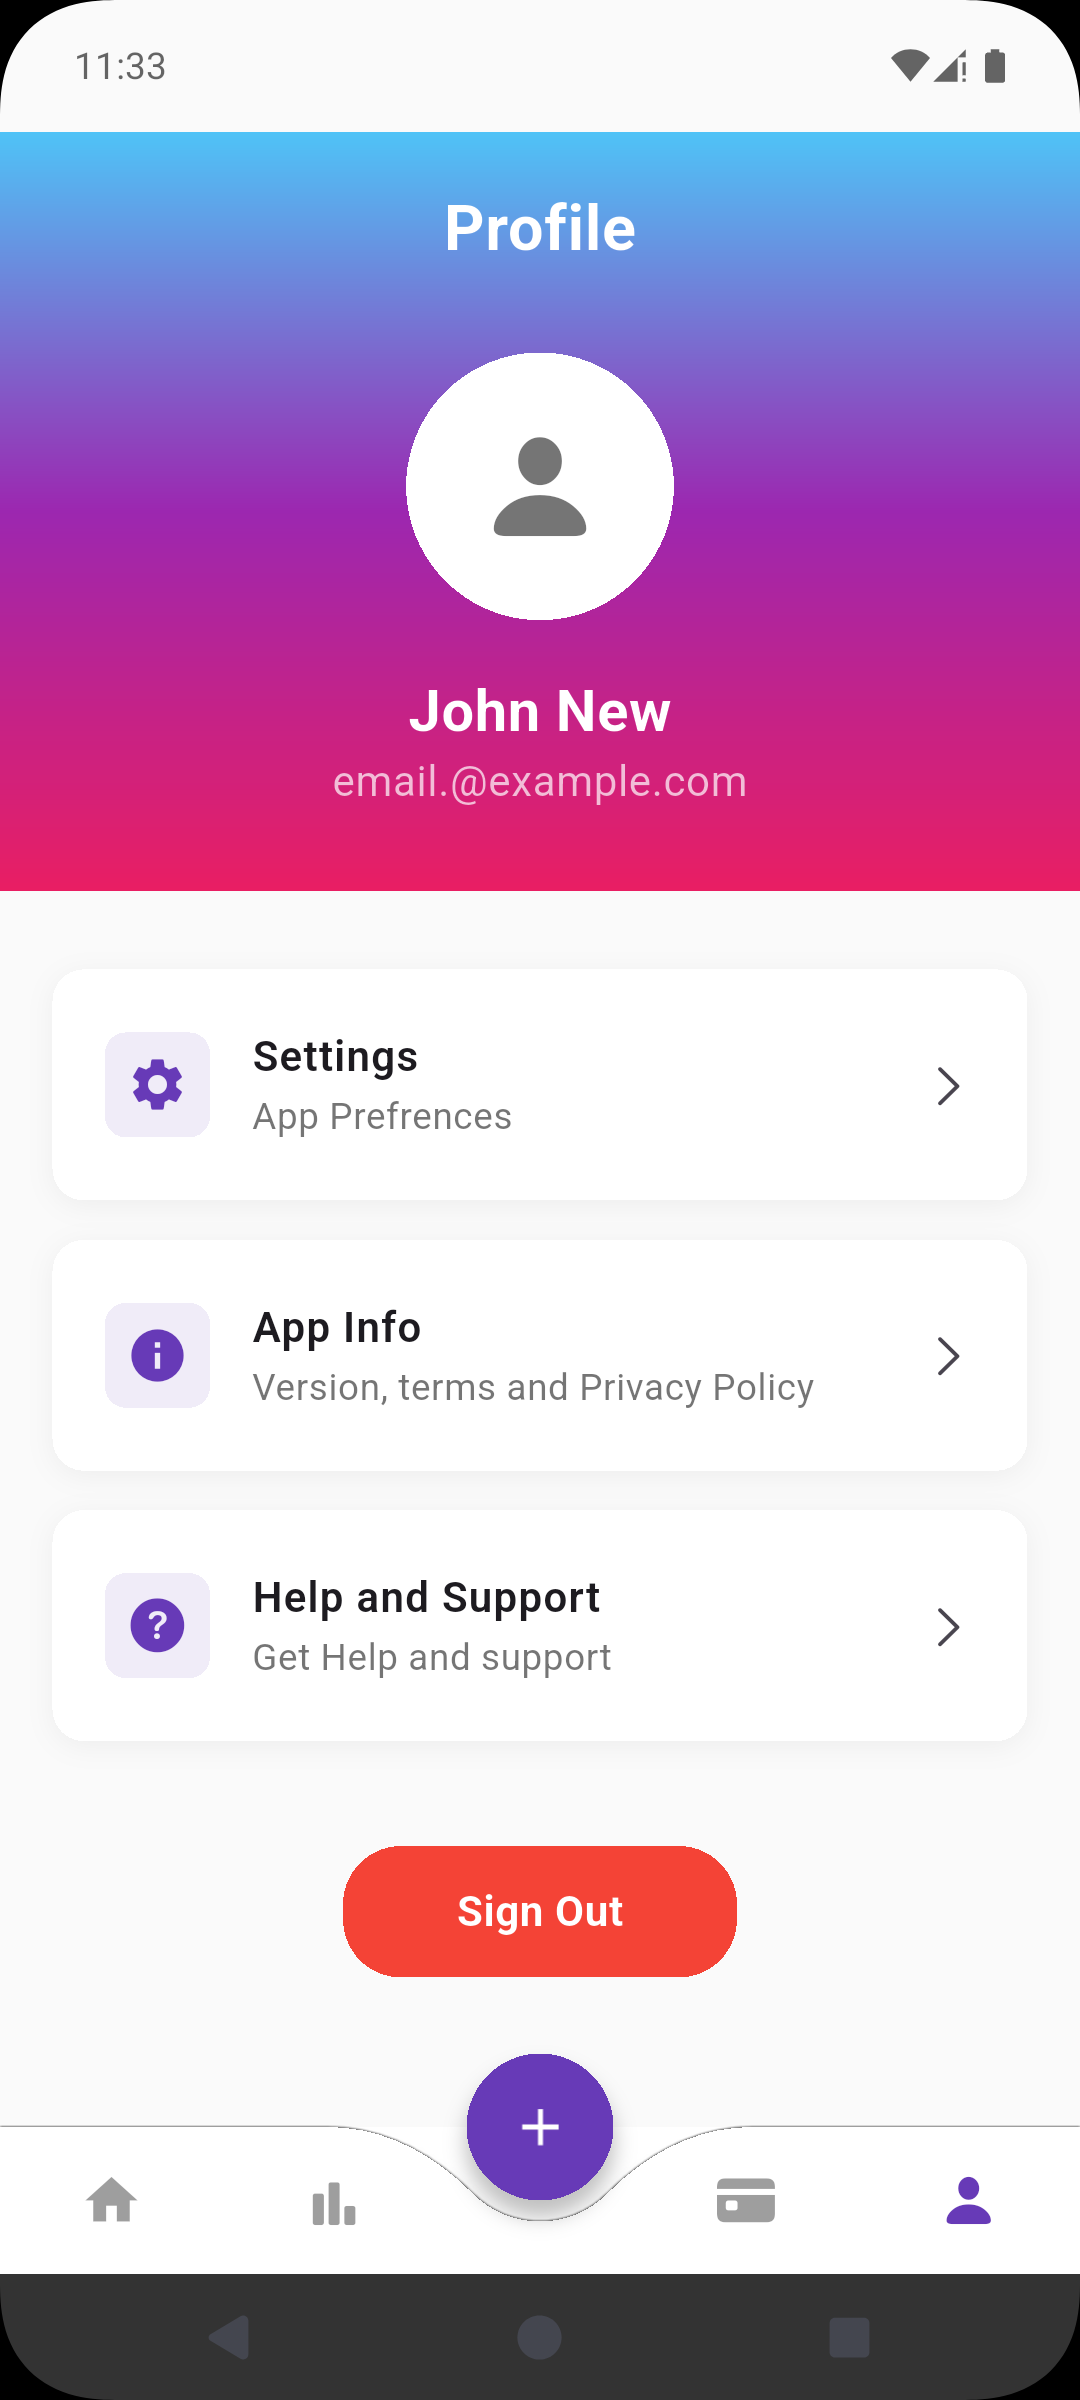 11:33
Profile
John New
email.@example.com
Settings
App Prefrences
App Info
Version, terms and Privacy Policy
Help and Support
Get Help and support
Sign Out